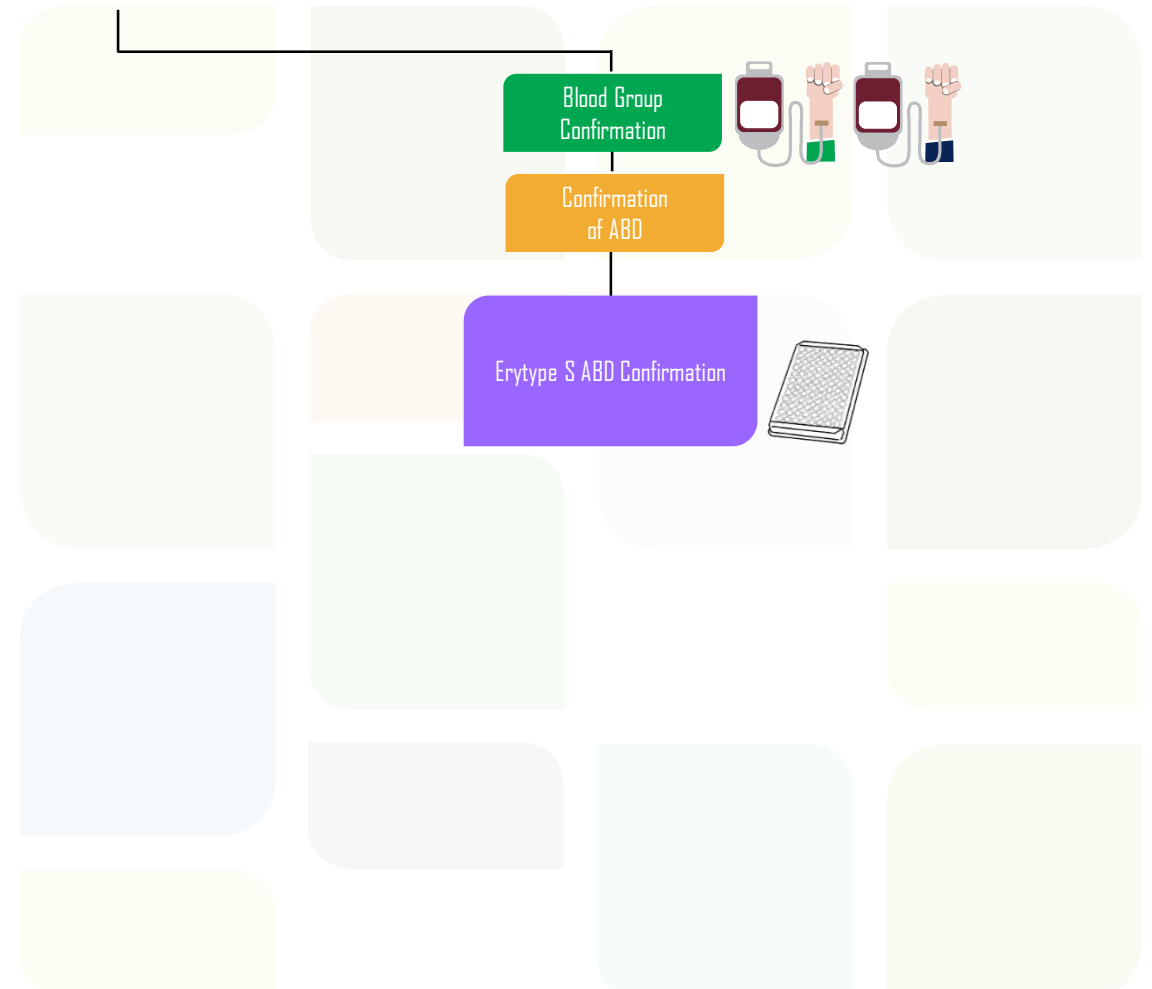 Blood Group
Confirmation
Confirmation
of ABD
Erytype S ABD Confirmation